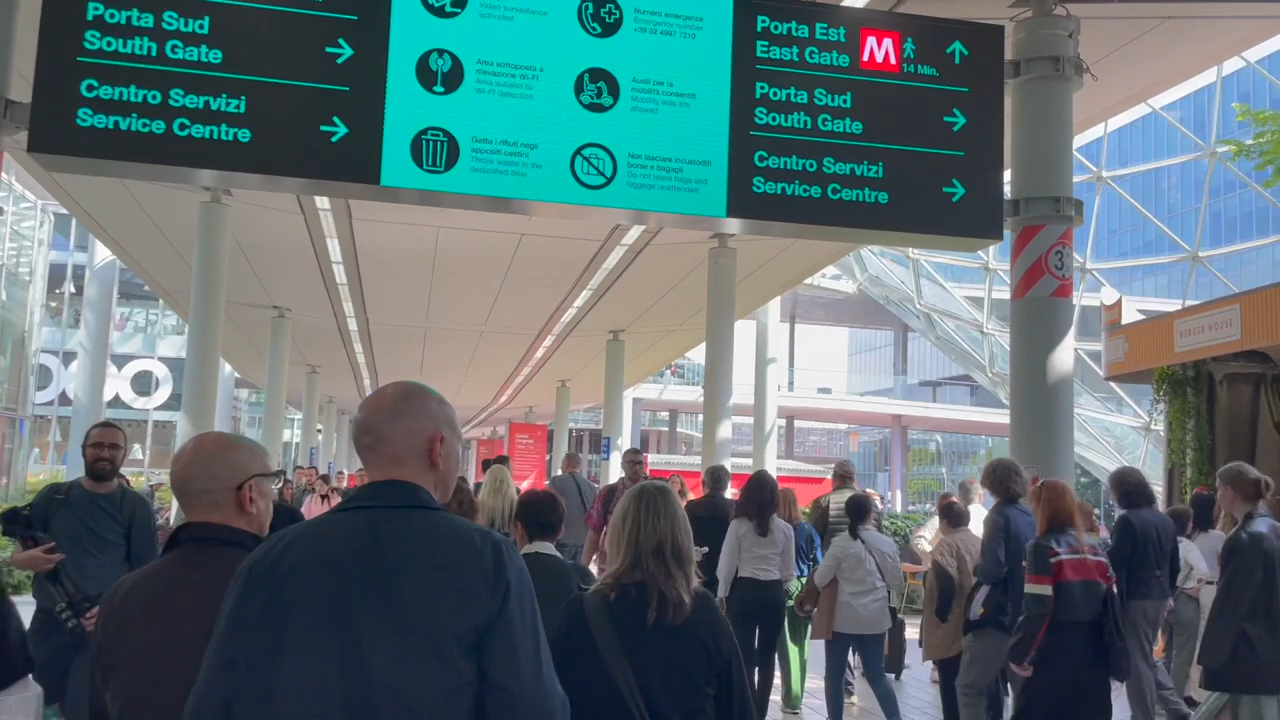 Porta Sud
South Gate
Centro Servizi
Service Centre
Video surveillance
activated
Area sottoposta a
rilevazione Wi-Fi
Area subject to
Wi-Fi detection
Getta i rifiuti negli
appositi cestini
Throw waste in the
dedicated bins
Numero emergenze
Emergency number
+39 02 4997 7210
Ausili per la
mobilità consentiti
Mobility aids are
allowed
Non lasciare incustoditi
borse e bagagli
Do not leave bags and
luggage unattended
Porta Est
East Gate
M
14 Min.
Porta Sud
South Gate
Centro Servizi
Service Centre
3
BURGER HOUSE
Centro
Congressi